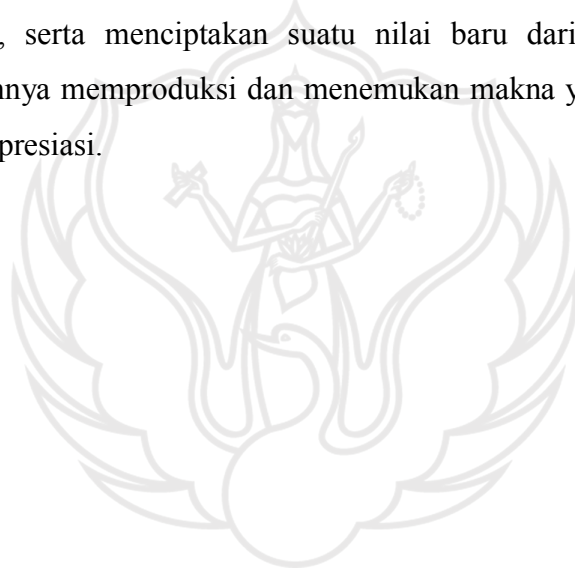 , serta menciptakan suatu nilai baru dari
nya memproduksi dan menemukan makna y
presiasi.